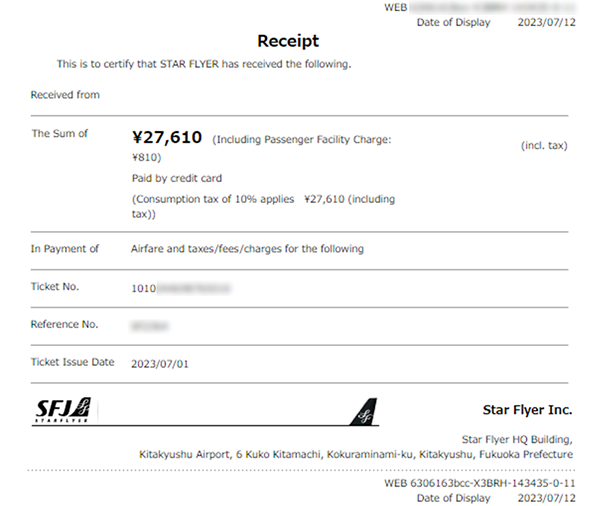 WEB
Date of Display 2023/07/12
Receipt
This is to certify that STAR FLYER has received the following.
Received from
The Sum of ¥27,610 (Including Passenger Facility Charge:
¥810)
(incl. tax)
Paid by credit card
(Consumption tax of 10% applies ¥27,610 (including
tax))
In Payment of Airfare and taxes/fees/charges for the following
Ticket No. 1010
Reference No.
Ticket Issue Date 2023/07/01
SFJ
STARFLYER
Star Flyer Inc.
Star Flyer HQ Building,
Kitakyushu Airport, 6 Kuko Kitamachi, Kokuraminami-ku, Kitakyushu, Fukuoka Prefecture
WEB 6306163bcc-X3BRH-143435-0-11
Date of Display 2023/07/12